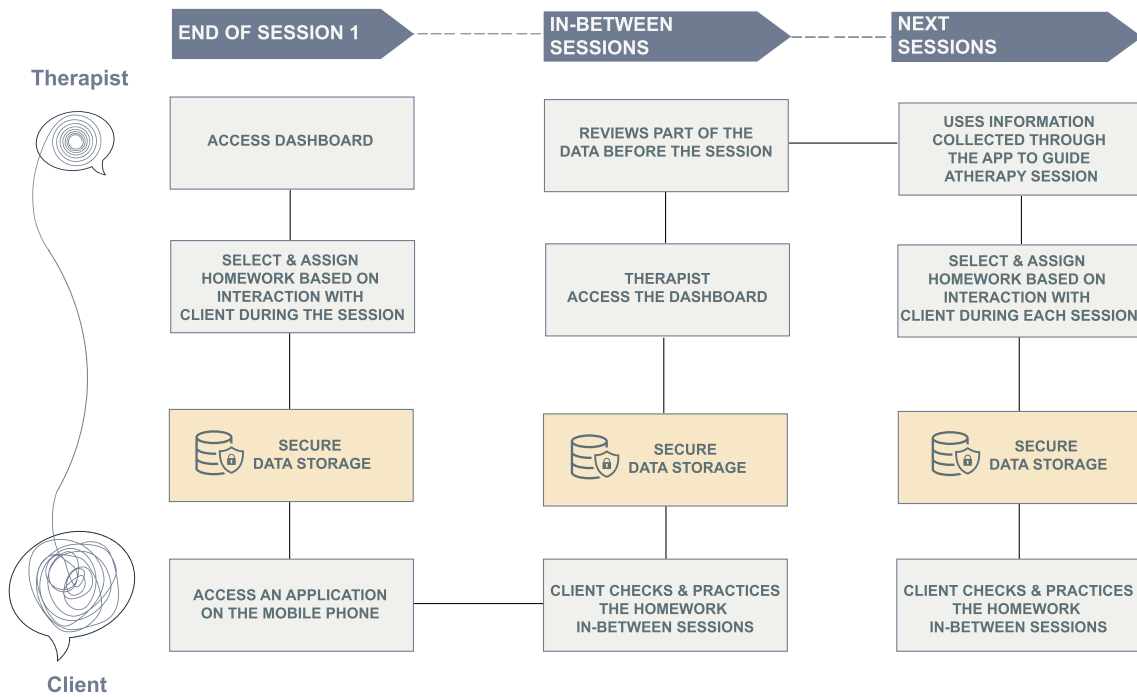 END OF SESSION 1
IN-BETWEEN
SESSIONS
NEXT
SESSIONS
Therapist
ACCESS DASHBOARD
REVIEWS PART OF THE
DATA BEFORE THE SESSION
USES INFORMATION
COLLECTED THROUGH
THE APP TO GUIDE
ATHERAPY SESSION
SELECT & ASSIGN
HOMEWORK BASED ON
INTERACTION WITH
CLIENT DURING THE SESSION
THERAPIST
ACCESS THE DASHBOARD
SELECT & ASSIGN
HOMEWORK BASED ON
INTERACTION WITH
CLIENT DURING EACH SESSION
SECURE
DATA STORAGE
SECURE
DATA STORAGE
SECURE
DATA STORAGE
ACCESS AN APPLICATION
ON THE MOBILE PHONE
CLIENT CHECKS & PRACTICES
THE HOMEWORK
IN-BETWEEN SESSIONS
CLIENT CHECKS & PRACTICES
THE HOMEWORK
IN-BETWEEN SESSIONS
Client